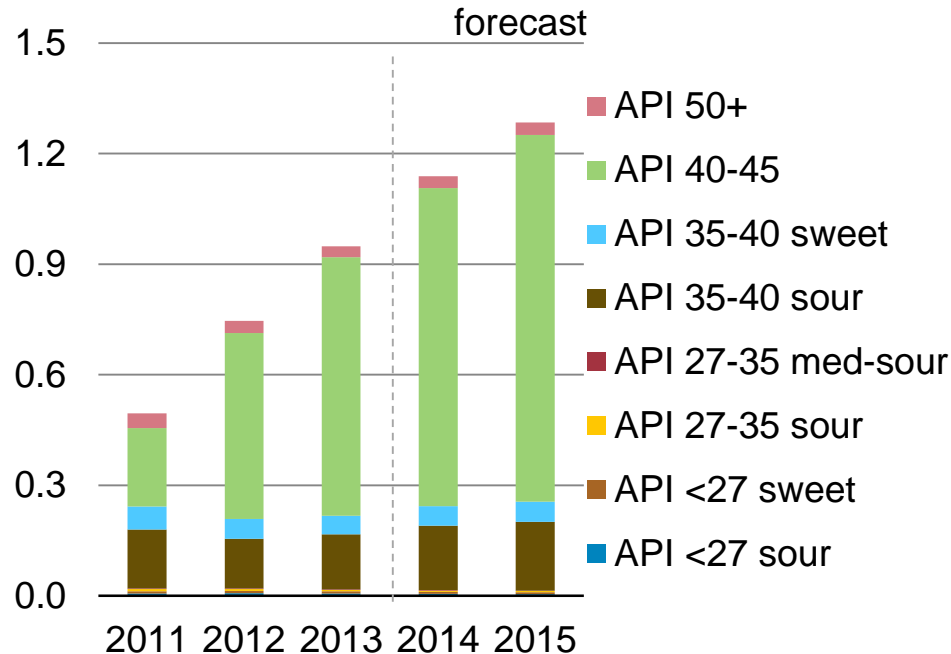 forecast
1.5
1.2
0.9
0.6
0.3
0.0
API 50+
API 40-45
API 35-40 sweet
API 35-40 sour
API 27-35 med-sour
API 27-35 sour
API <27 sweet
API <27 sour
2011 2012 2013 2014 2015